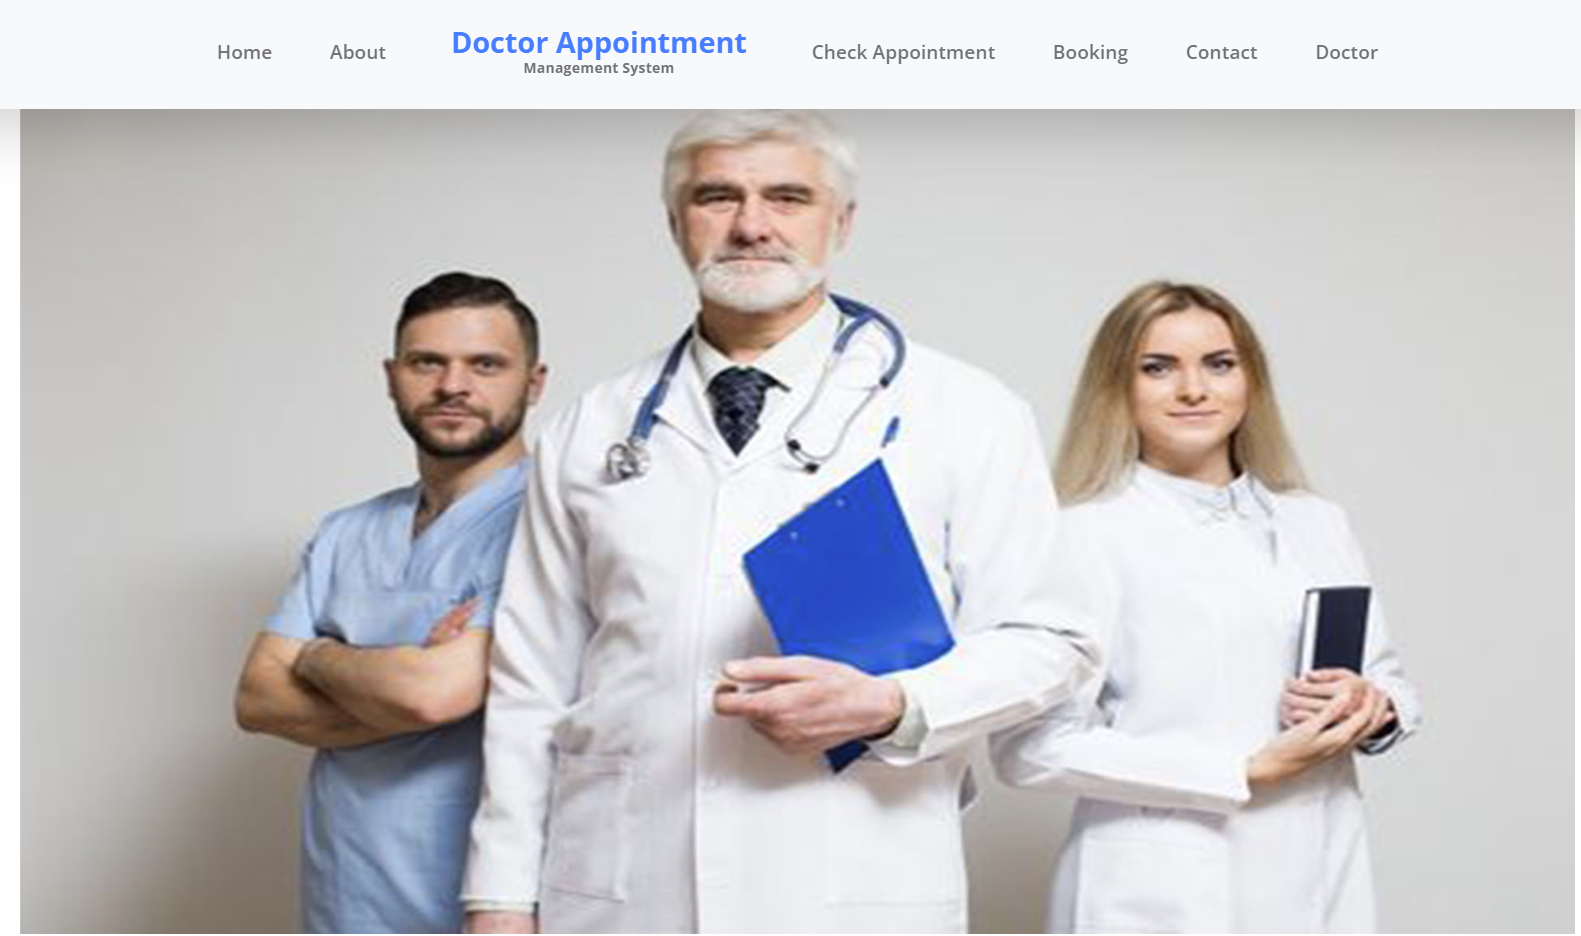 Home
About
Doctor Appointment
Management System
Check Appointment
Booking
Contact
Doctor